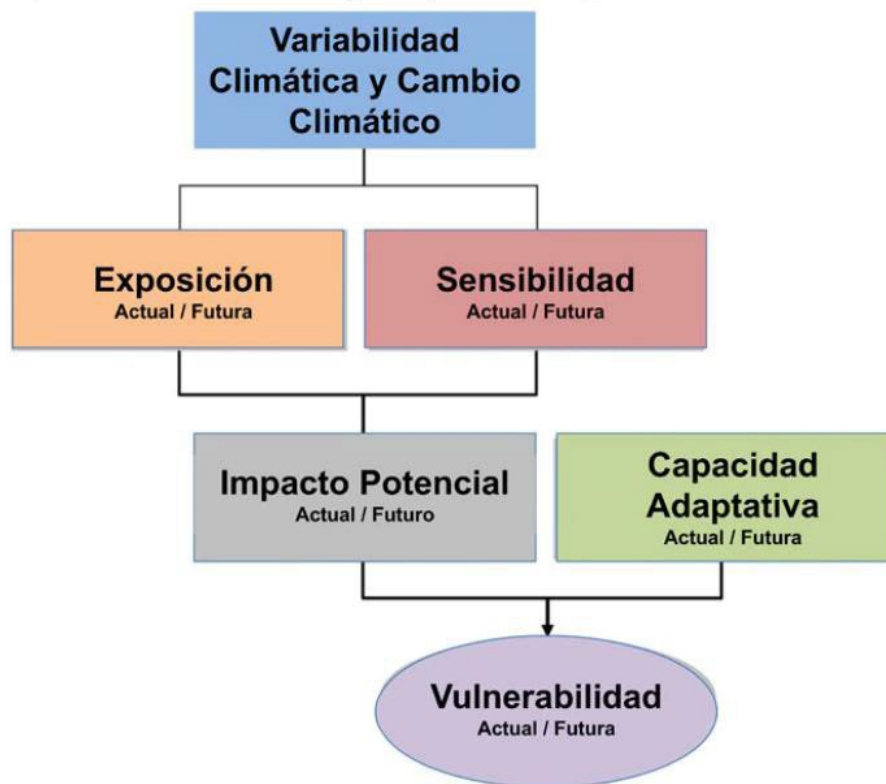 Variabilidad
Climática y Cambio
Climático
Exposición
Actual / Futura
Sensibilidad
Actual / Futura
Impacto Potencial
Actual / Futuro
Capacidad
Adaptativa
Actual / Futura
Vulnerabilidad
Actual / Futura